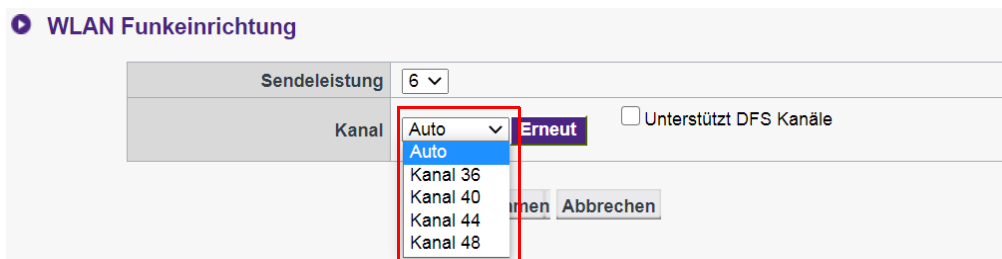 WLAN Funkeinrichtung
Sendeleistung 6
Kanal Auto Erneut Unterstützt DFS Kanäle
Auto
Kanal 36
Kanal 40
Kanal 44
Kanal 48
Abbrechen